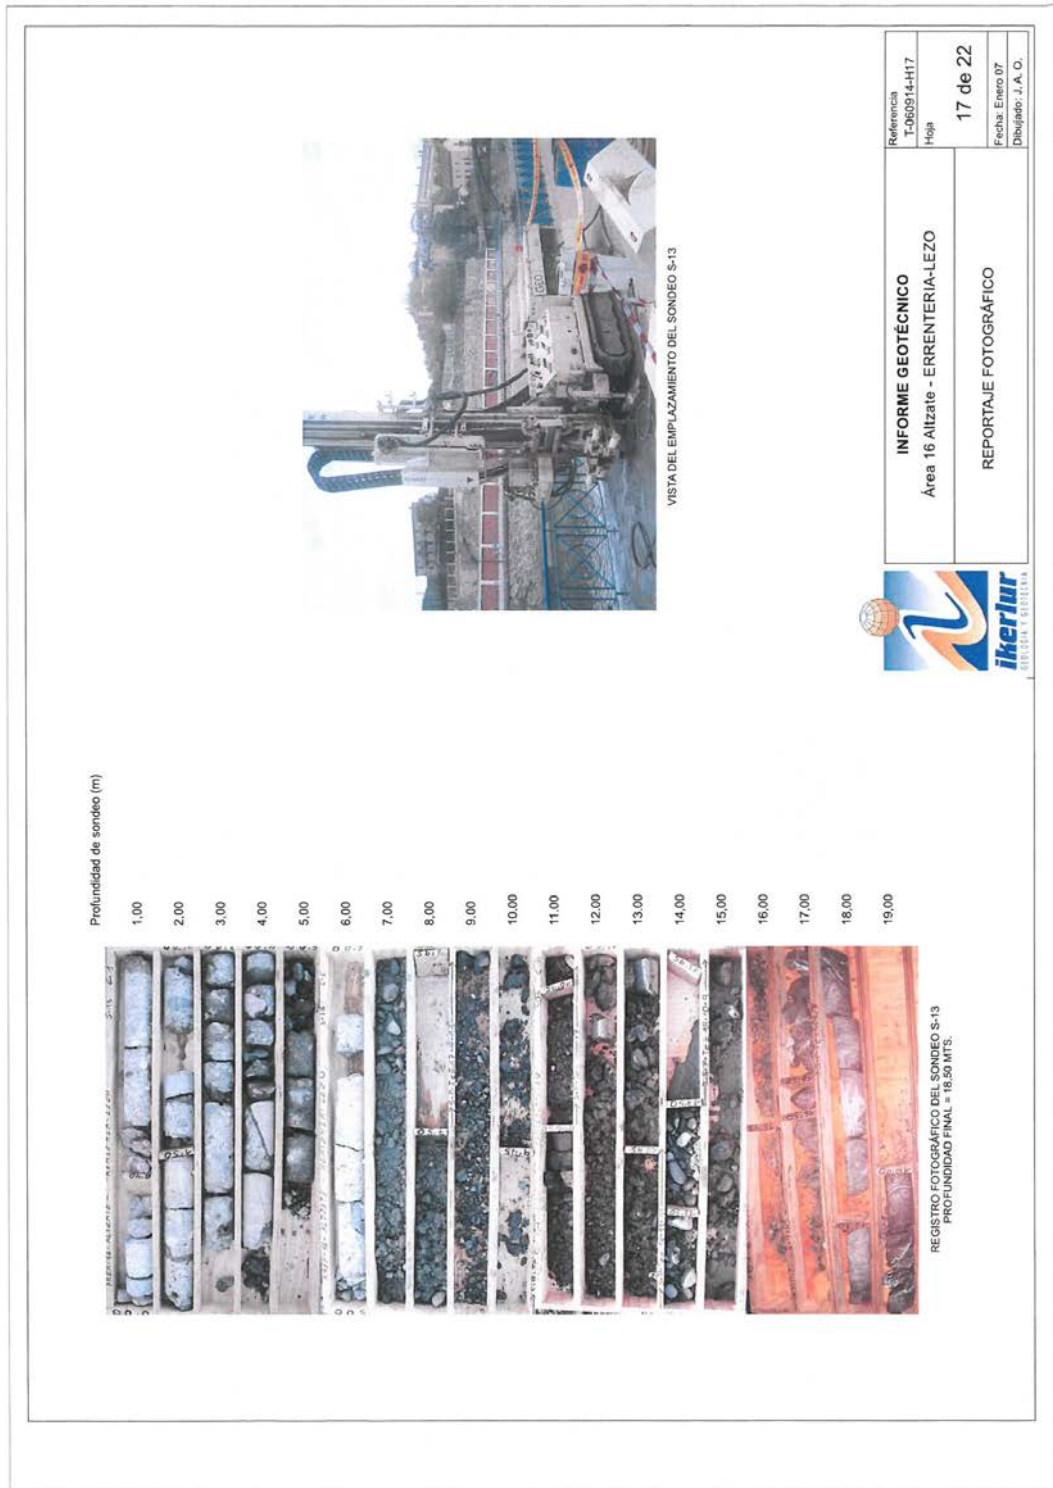 Profundidad de sondeo (m)
1,00
2,00
3,00
4,00
5,00
6,00
7,00
8,00
9.00
10,00
11.00
12.00
13.00
14,00
15,00
16,00
17,00
18,00
19,00
REGISTRO FOTOGRÁFICO DEL SONDEO S-13
PROFUNDIDAD FINAL = 18,50 MTS.
VISTA DEL EMPLAZAMIENTO DEL SONDEO S-13
ikerlur
GEOLOGIA Y GEOTECNIA
INFORME GEOTÉCNICO
Área 16 Altzate - ERRENTERIA-LEZO
REPORTAJE FOTOGRÁFICO
Referencia
T-060914-H17
Hoja
17 de 22
Fecha: Enero 07
Dibujado: J. A. O.